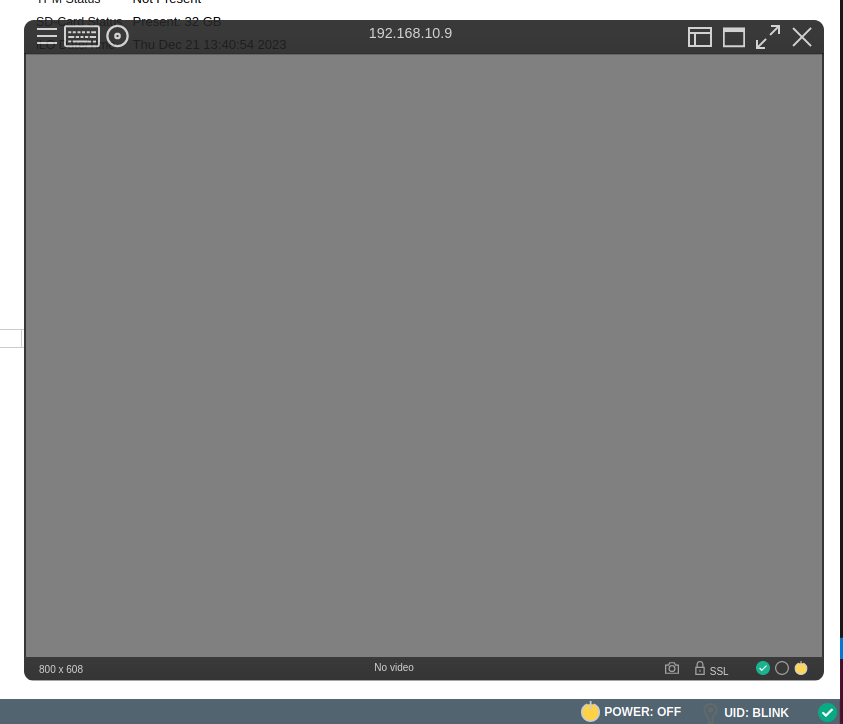 TPM Status Not Present
SD-Card Status Present: 32 GB
Thu Dec 21 13:40:54 2023
192.168.10.9
800 x 608 No video SSL
POWER: OFF UID: BLINK